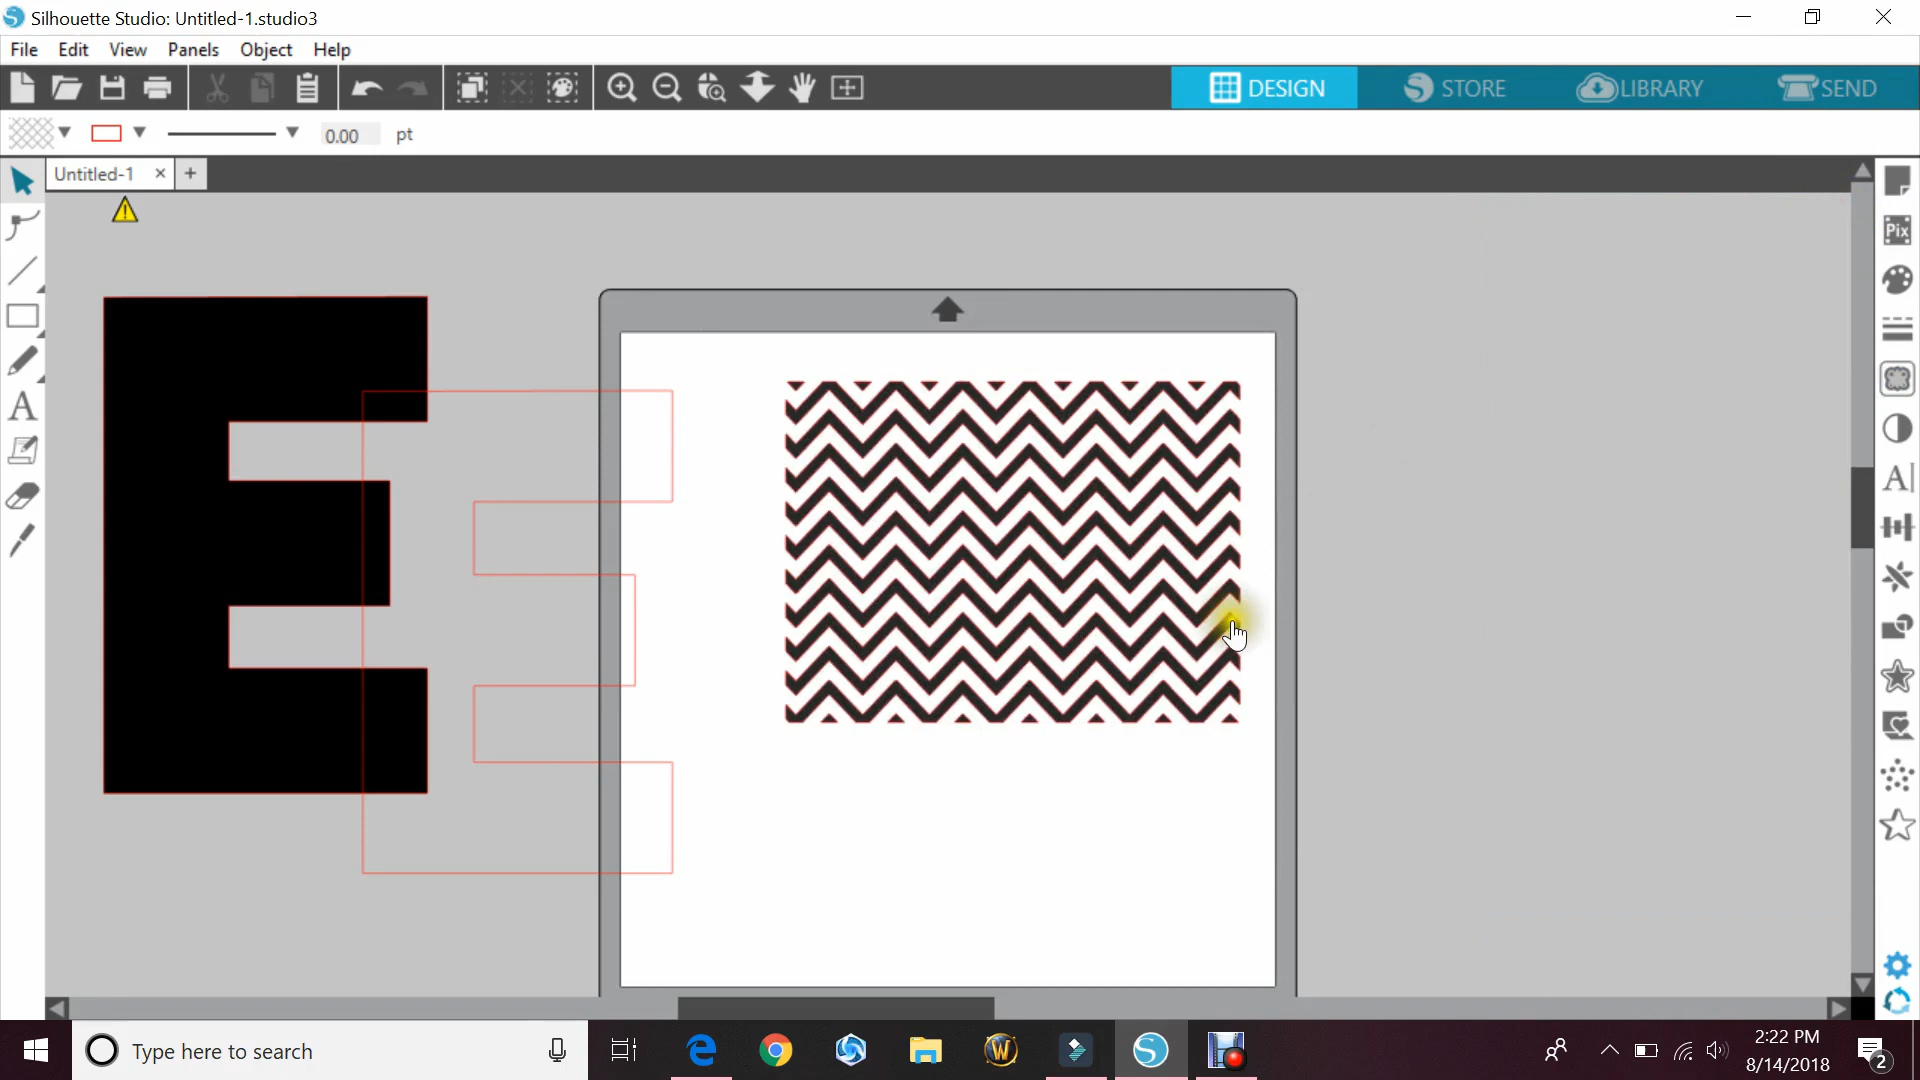 Silhouette Studio: Untitled-1.studio3
File Edit View Panels Object Help
DESIGN STORE LIBRARY SEND
0.00 pt
Untitled-1 × +
Pix
A
A
E
Type here to search
W
2:22 PM
8/14/2018
2